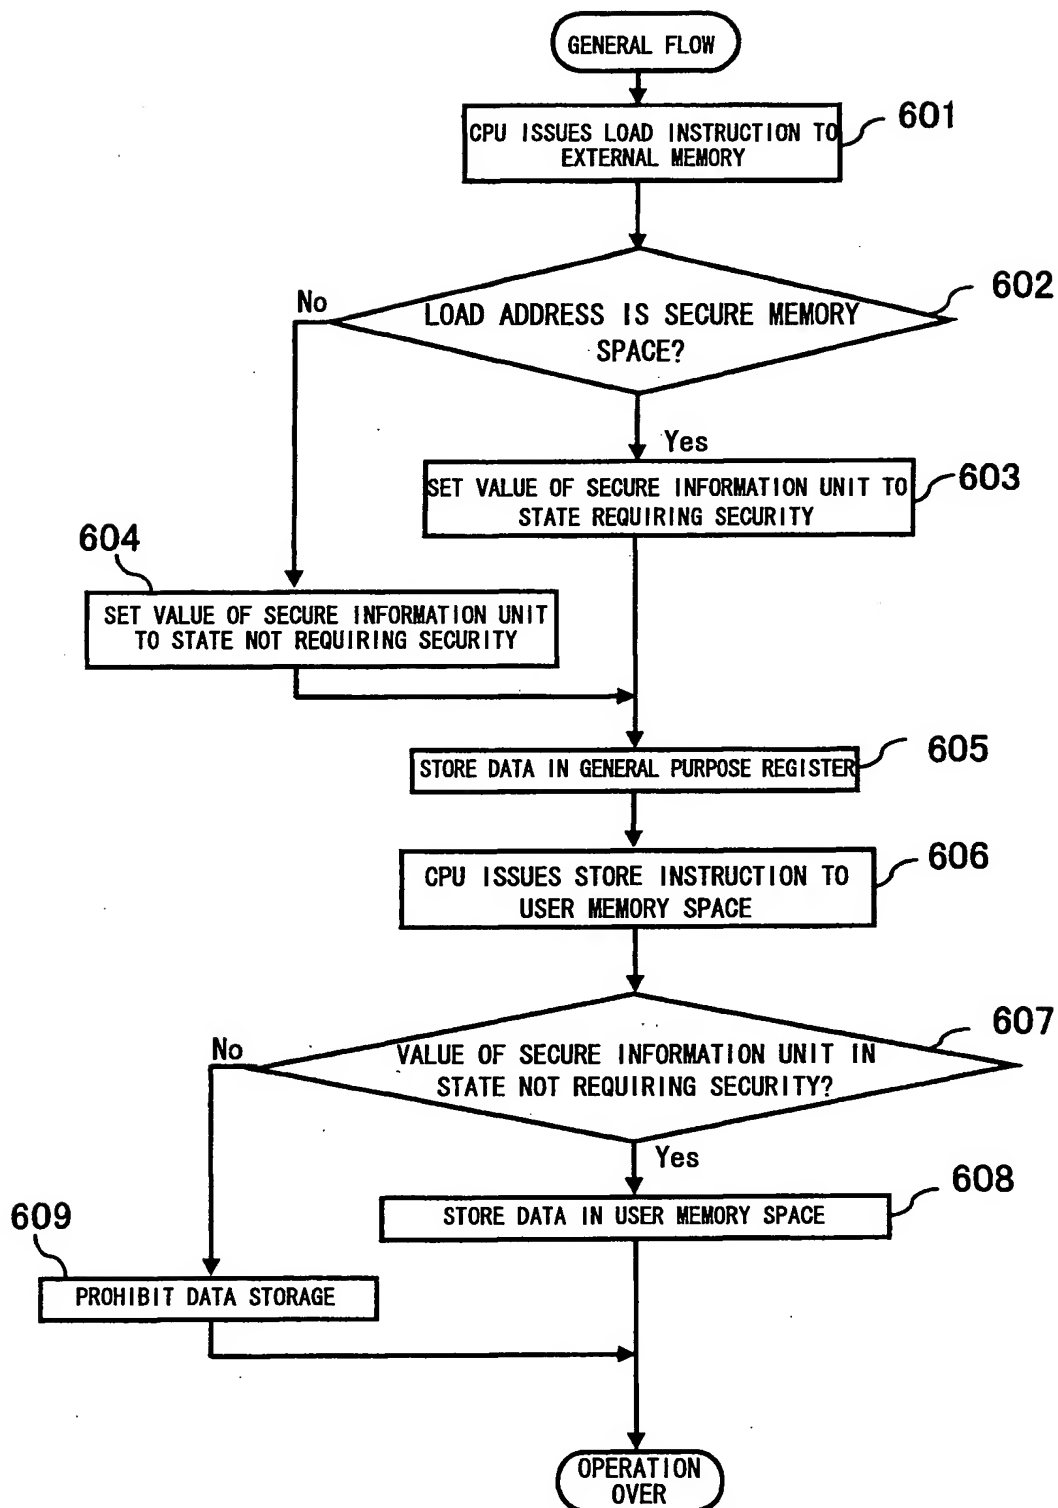 GENERAL FLOW
CPU ISSUES LOAD INSTRUCTION TO
EXTERNAL MEMORY
601
LOAD ADDRESS IS SECURE MEMORY
SPACE?
602
No
Yes
SET VALUE OF SECURE INFORMATION UNIT TO
STATE REQUIRING SECURITY
603
604
SET VALUE OF SECURE INFORMATION UNIT
TO STATE NOT REQUIRING SECURITY
STORE DATA IN GENERAL PURPOSE REGISTER
605
CPU ISSUES STORE INSTRUCTION TO
USER MEMORY SPACE
606
VALUE OF SECURE INFORMATION UNIT IN
STATE NOT REQUIRING SECURITY?
607
No
Yes
STORE DATA IN USER MEMORY SPACE
608
609
PROHIBIT DATA STORAGE
OPERATION
OVER